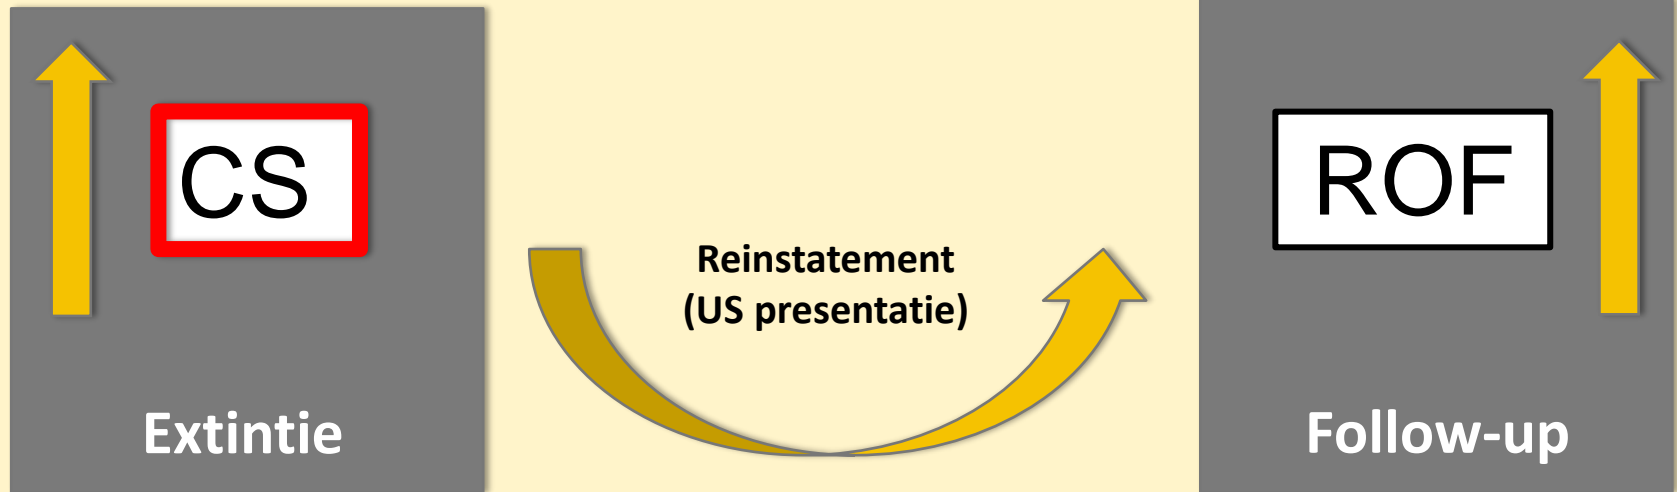 CS
Extintie
Reinstatement
(US presentatie)
ROF
Follow-up